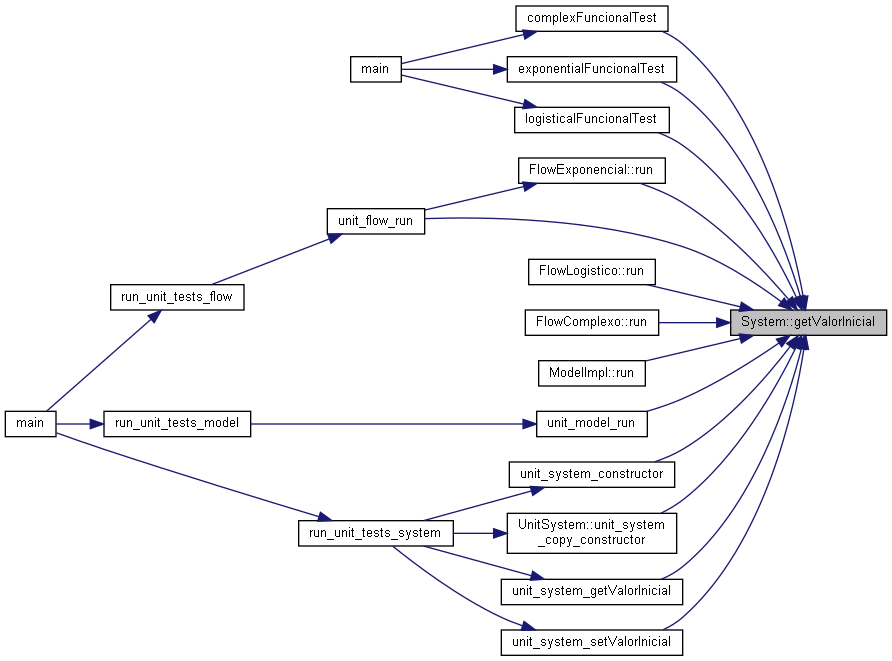 complexFuncionalTest
main
exponentialFuncionalTest
logisticalFuncionalTest
FlowExponencial::run
unit_flow_run
FlowLogistico::run
run_unit_tests_flow
System::getValorInicial
FlowComplexo::run
ModelImpl::run
main
run_unit_tests_model
unit_model_run
unit_system_constructor
run_unit_tests_system
UnitSystem::unit_system
_copy_constructor
unit_system_getValorInicial
unit_system_setValorInicial